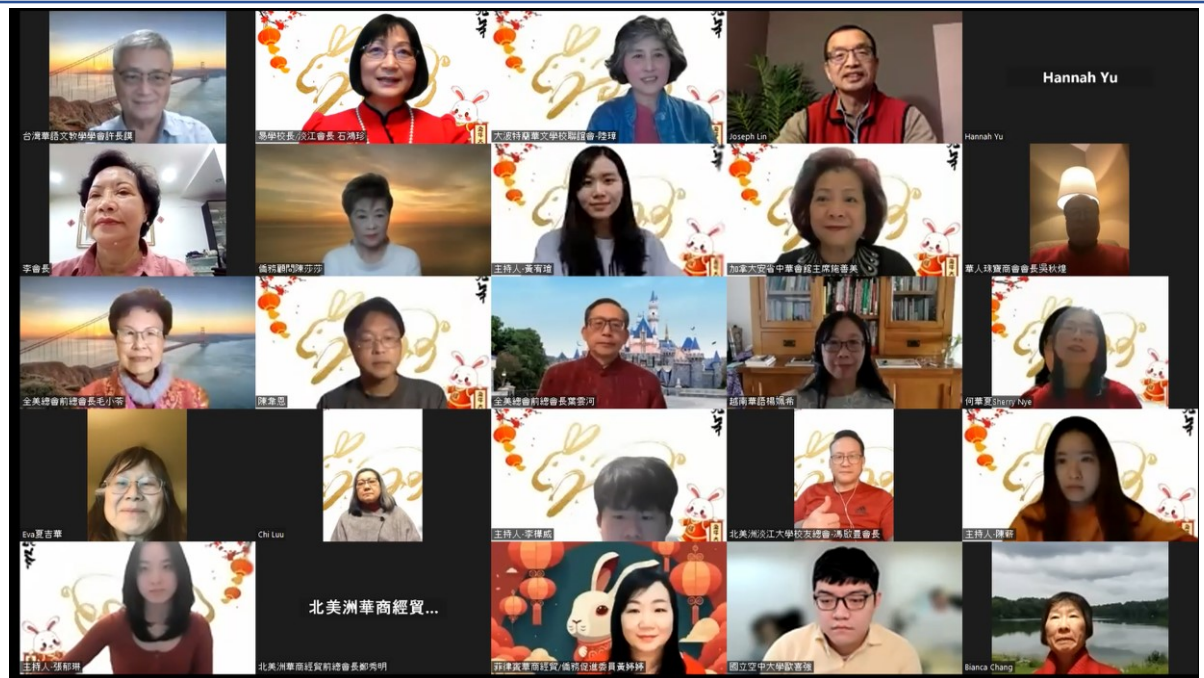 台灣華語文教學學會許長謨
易學校長/淡江會長 石鴻珍
大波特蘭華文學校聯誼會-陸璋
Joseph Lin
Hannah Yu
Hannah Yu
李會長
僑務顧問陳莎莎
主持人-黃宥瑄
加拿大安省中華會館主席施善美
華人珠寶商會會長吳秋煌
全美總會前總會長毛小苓
陳韋恩
全美總會前總會長葉雲河
越南華語楊珮希
何華夏Sherry Nye
Eva夏吉華
Chi Luu
主持人-李樺威
北美洲淡江大學校友總會-馮啟豐會長
主持人-陳薪
主持人-張郁琳
北美洲華商經貿...
北美洲華商經貿前總會長鄭秀明
菲律賓華商經貿/僑務促進委員黃婷婷
國立空中大學歐喜強
Bianca Chang